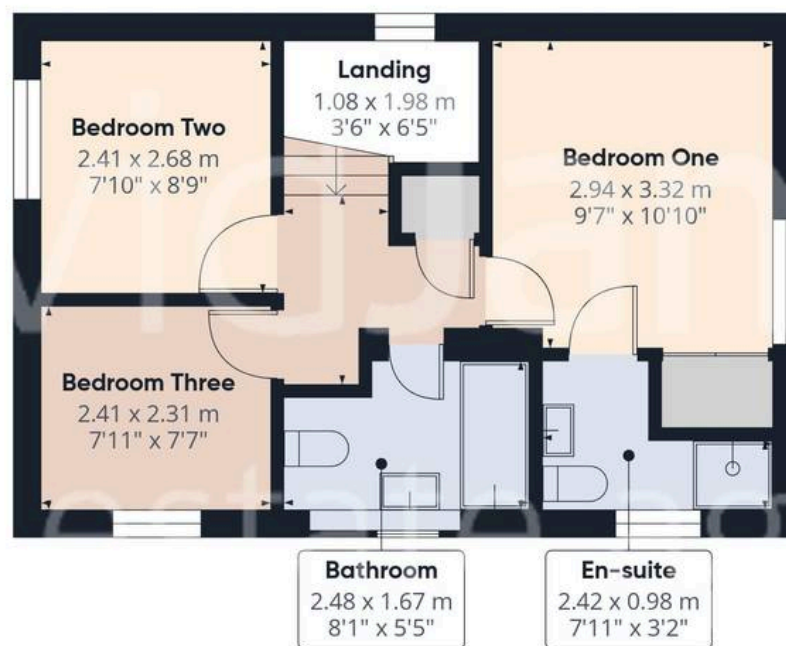 Landing
1.08 x 1.98 m
3'6" x 6'5"
Bedroom Two
2.41 x 2.68 m
7'10" x 8'9"
Bedroom One
2.94 x 3.32 m
9'7" x 10'10"
Bedroom Three
2.41 x 2.31 m
7'11" x 7'7"
Bathroom
2.48 x 1.67 m
8'1" x 5'5"
En-suite
2.42 x 0.98 m
7'11" x 3'2"